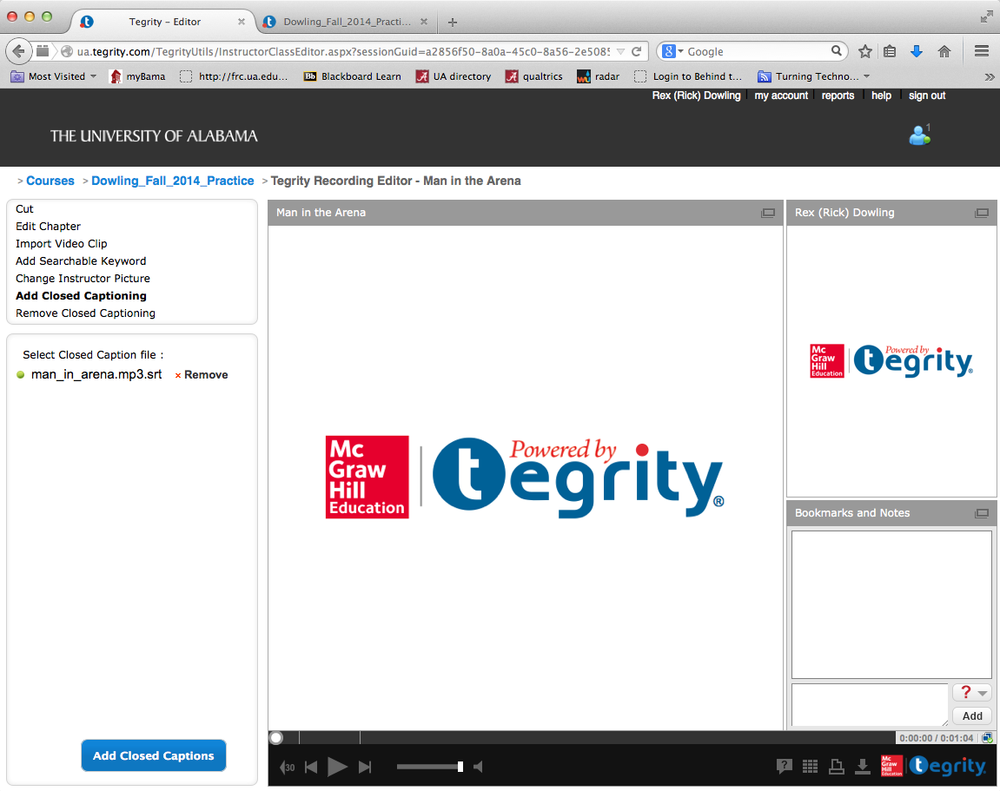 Tegrity – Editor
Dowling_Fall_2014_Practi...
ua.tegrity.com/TegrityUtils/InstructorClassEditor.aspx?sessionGuid=a2856f50-8a0a-45c0-8a56-2e508
Google
Most Visited
myBama
http://frc.ua.edu...
Bb Blackboard Learn
UA directory
qualtrics
radar
Login to Behind t...
Turning Techno...
Rex (Rick) Dowling
my account
reports
help
sign out
THE UNIVERSITY OF ALABAMA
1
> Courses > Dowling_Fall_2014_Practice > Tegrity Recording Editor - Man in the Arena
Cut
Edit Chapter
Import Video Clip
Add Searchable Keyword
Change Instructor Picture
Add Closed Captioning
Remove Closed Captioning
Select Closed Caption file :
man_in_arena.mp3.srt x Remove
Add Closed Captions
Man in the Arena
Mc
Graw
Hill
Education
Powered by
tegrity®
Rex (Rick) Dowling
Mc
Graw
Hill
Education
Powered by
tegrity®
Bookmarks and Notes
?
Add
0:00:00 / 0:01:04
30
?
Mc
Graw
Hill
Education
tegrity